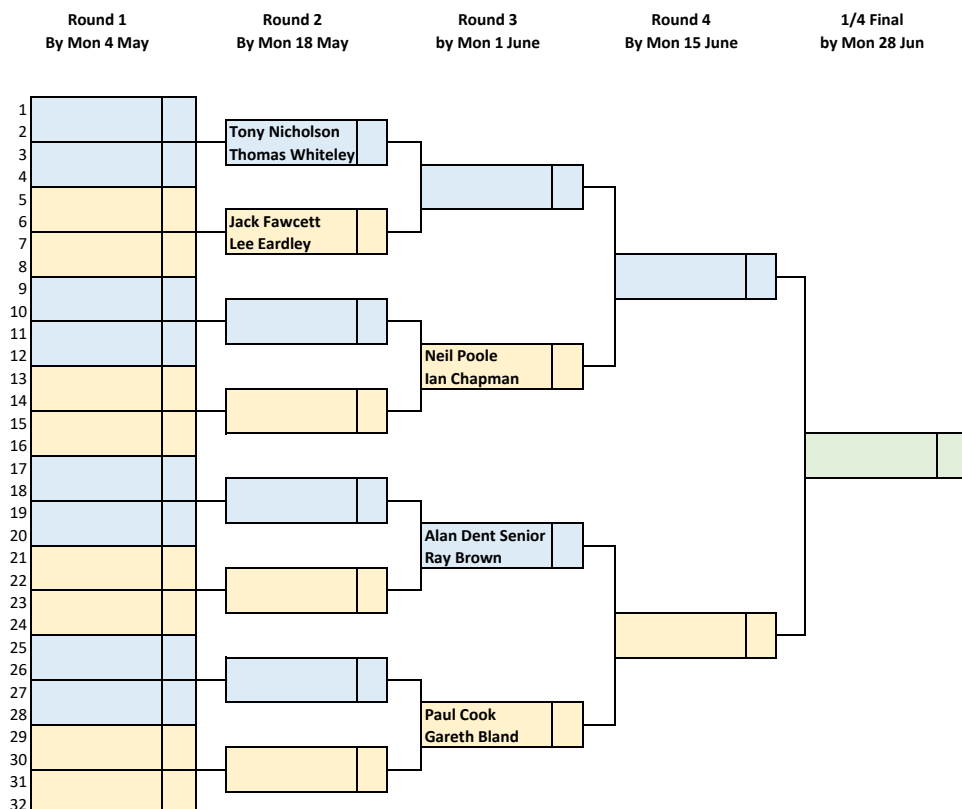 Round 1
By Mon 4 May
Round 2
By Mon 18 May
Round 3
by Mon 1 June
Round 4
By Mon 15 June
1/4 Final
by Mon 28 Jun
1
2
3
4
5
6
7
8
9
10
11
12
13
14
15
16
17
18
19
20
21
22
23
24
25
26
27
28
29
30
31
32
Tony Nicholson
Thomas Whiteley
Jack Fawcett
Lee Eardley
Neil Poole
Ian Chapman
Alan Dent Senior
Ray Brown
Paul Cook
Gareth Bland